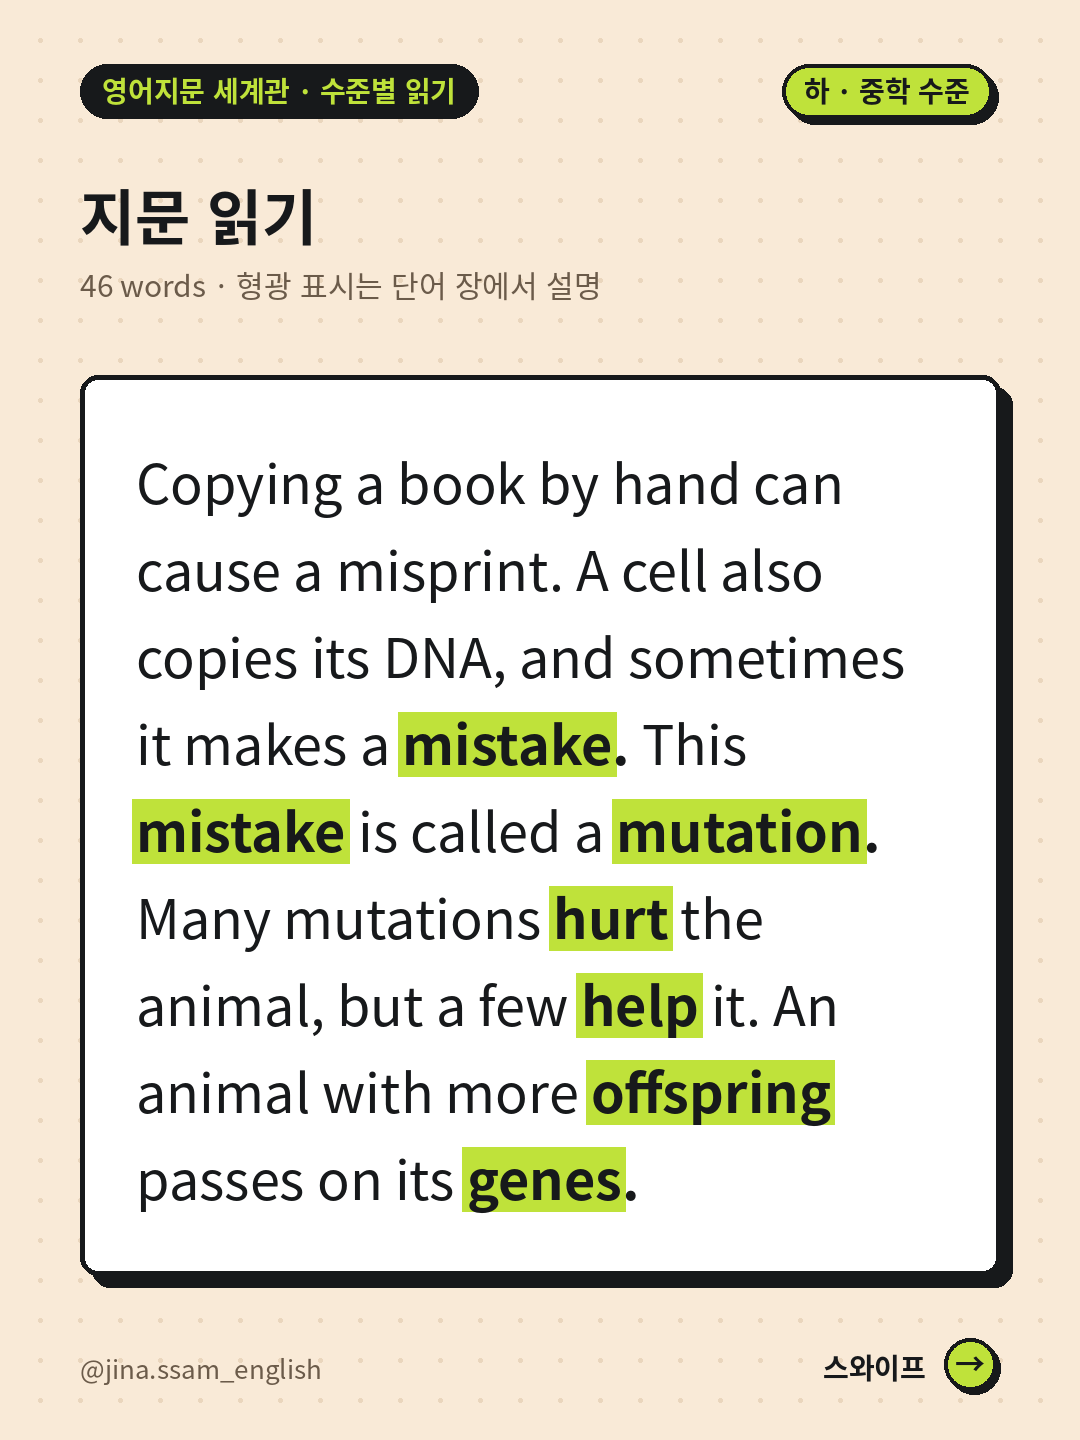 영어지문 세계관 · 수준별 읽기
하 · 중학 수준
지문 읽기
46 words · 형광 표시는 단어 장에서 설명
Copying a book by hand can
cause a misprint. A cell also
copies its DNA, and sometimes
it makes a mistake. This
mistake is called a mutation.
Many mutations hurt the
animal, but a few help it. An
animal with more offspring
passes on its genes.
@jina.ssam_english
스와이프 →